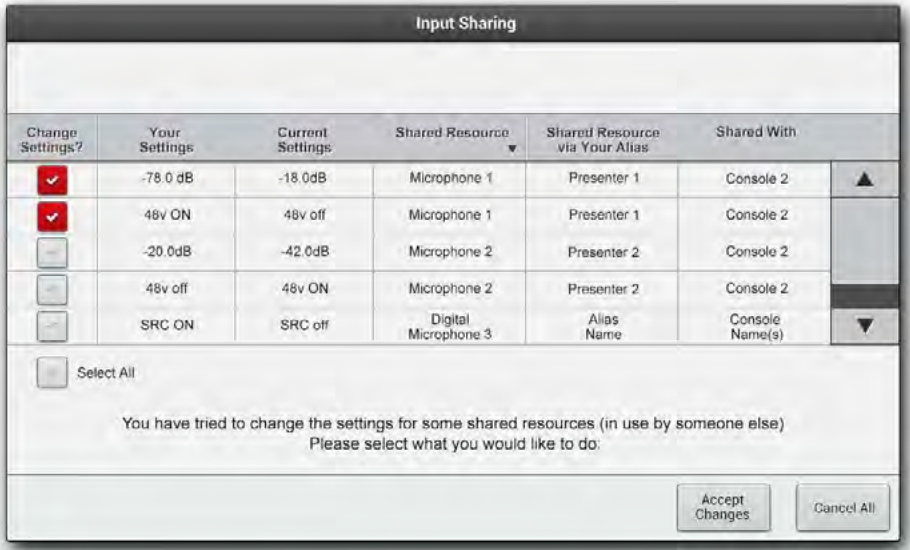 Input Sharing
Change Settings? Your Settings Current Settings Shared Resource Shared Resource via Your Alias Shared With
-78.0 dB -18.0dB Microphone 1 Presenter 1 Console 2
48v ON 48v off Microphone 1 Presenter 1 Console 2
-20.0dB -42.0dB Microphone 2 Presenter 2 Console 2
48v off 48v ON Microphone 2 Presenter 2 Console 2
SRC ON SRC off Digital Microphone 3 Alias Name Console Name(s)
Select All
You have tried to change the settings for some shared resources (in use by someone else)
Please select what you would like to do:
Accept Changes Cancel All